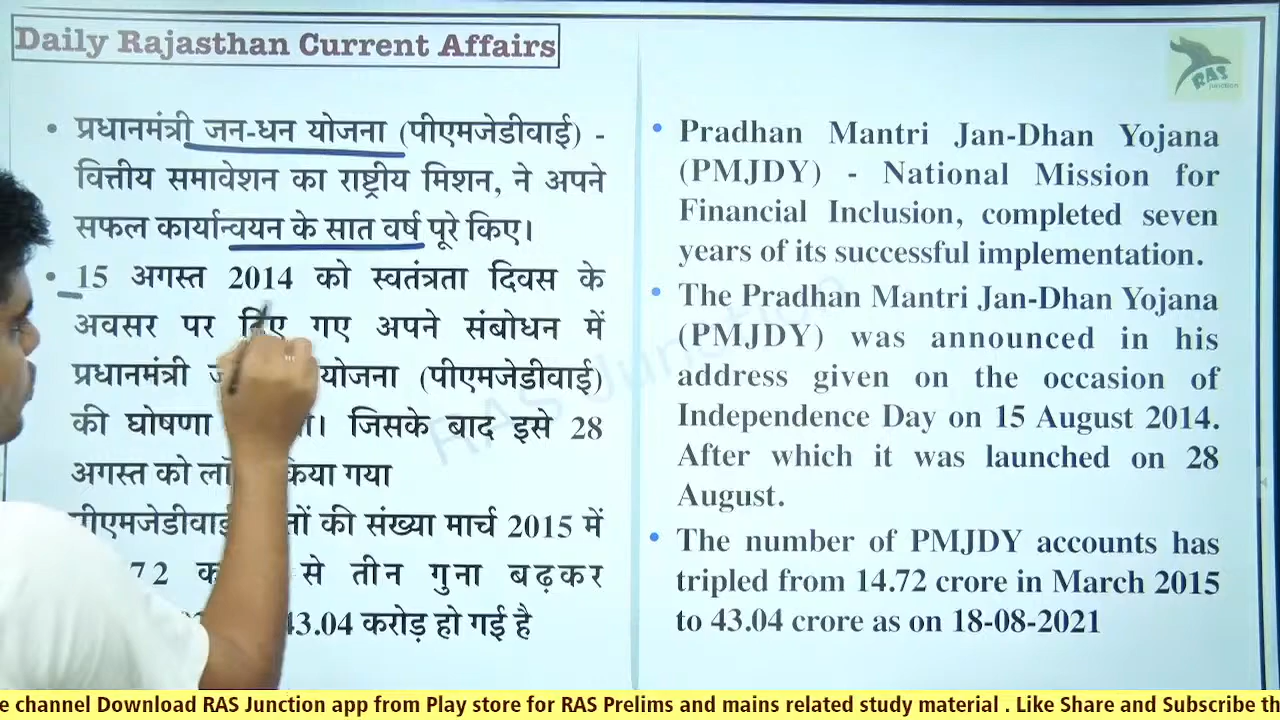 Daily Rajasthan Current Affairs
RAS
Junction
• प्रधानमंत्री जन-धन योजना (पीएमजेडीवाई) -
वित्तीय समावेशन का राष्ट्रीय मिशन, ने अपने
सफल कार्यान्वयन के सात वर्ष पूरे किए।
• 15 अगस्त 2014 को स्वतंत्रता दिवस के
अवसर पर दिए गए अपने संबोधन में
प्रधानमंत्री योजना (पीएमजेडीवाई)
की घोषणा जिसके बाद इसे 28
अगस्त को किया गया
की संख्या मार्च 2015 में
72 से तीन गुना बढ़कर
43.04 करोड़ हो गई है
• Pradhan Mantri Jan-Dhan Yojana
(PMJDY) - National Mission for
Financial Inclusion, completed seven
years of its successful implementation.
• The Pradhan Mantri Jan-Dhan Yojana
(PMJDY) was announced in his
address given on the occasion of
Independence Day on 15 August 2014.
After which it was launched on 28
August.
• The number of PMJDY accounts has
tripled from 14.72 crore in March 2015
to 43.04 crore as on 18-08-2021
RAS Junction
e channel Download RAS Junction app from Play store for RAS Prelims and mains related study material . Like Share and Subscribe th